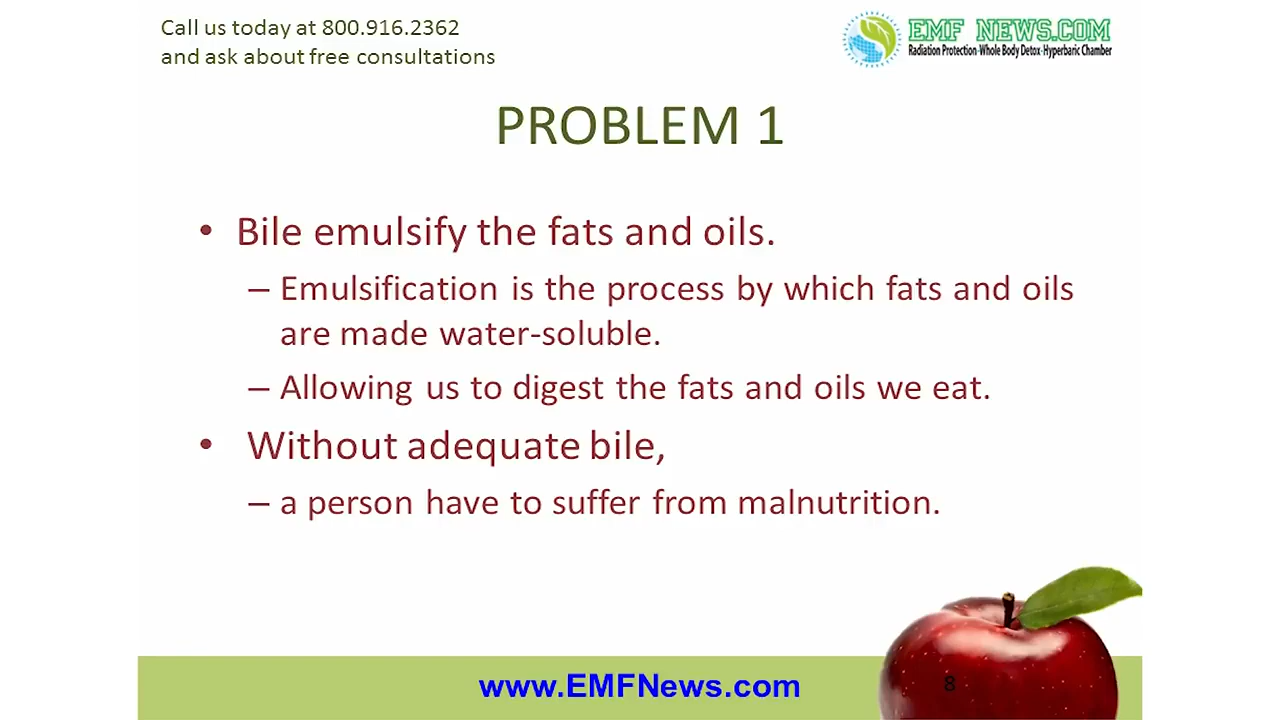 Call us today at 800.916.2362
and ask about free consultations
EMF NEWS.COM
Radiation Protection-Whole Body Detox-Hyperbaric Chamber
PROBLEM 1
• Bile emulsify the fats and oils.
– Emulsification is the process by which fats and oils
are made water-soluble.
– Allowing us to digest the fats and oils we eat.
• Without adequate bile,
– a person have to suffer from malnutrition.
www.EMFNews.com
8